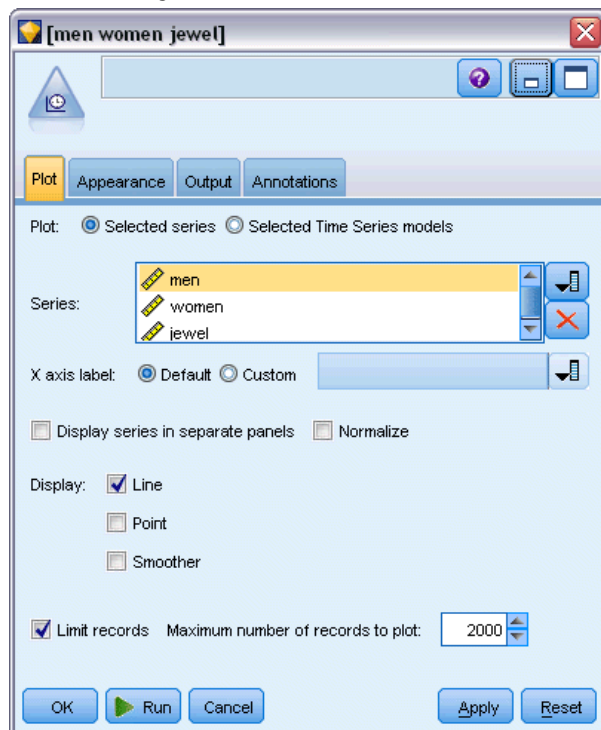 [men women jewel]
Plot Appearance Output Annotations
Plot: Selected series Selected Time Series models
Series:
men
women
jewel
X axis label: Default Custom
Display series in separate panels Normalize
Display: Line
Point
Smoother
Limit records Maximum number of records to plot: 2000
OK Run Cancel Apply Reset